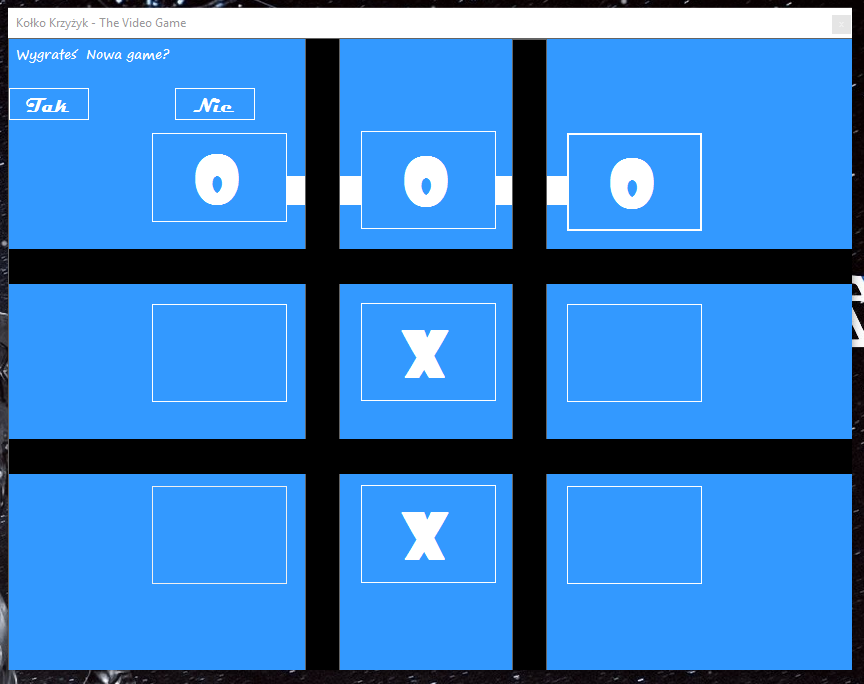 Kołko Krzyżyk - The Video Game
Wygrałeś Nowa game?
Tak Nie
O O O
X
X